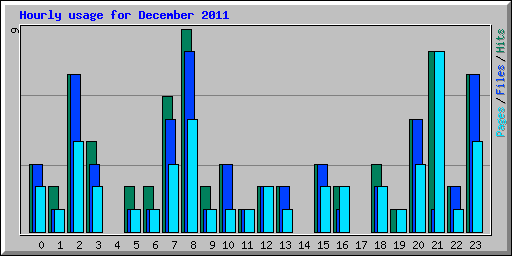 Hourly usage for December 2011
9
Pages/Files/Hits
0 1 2 3 4 5 6 7 8 9 10 11 12 13 14 15 16 17 18 19 20 21 22 23